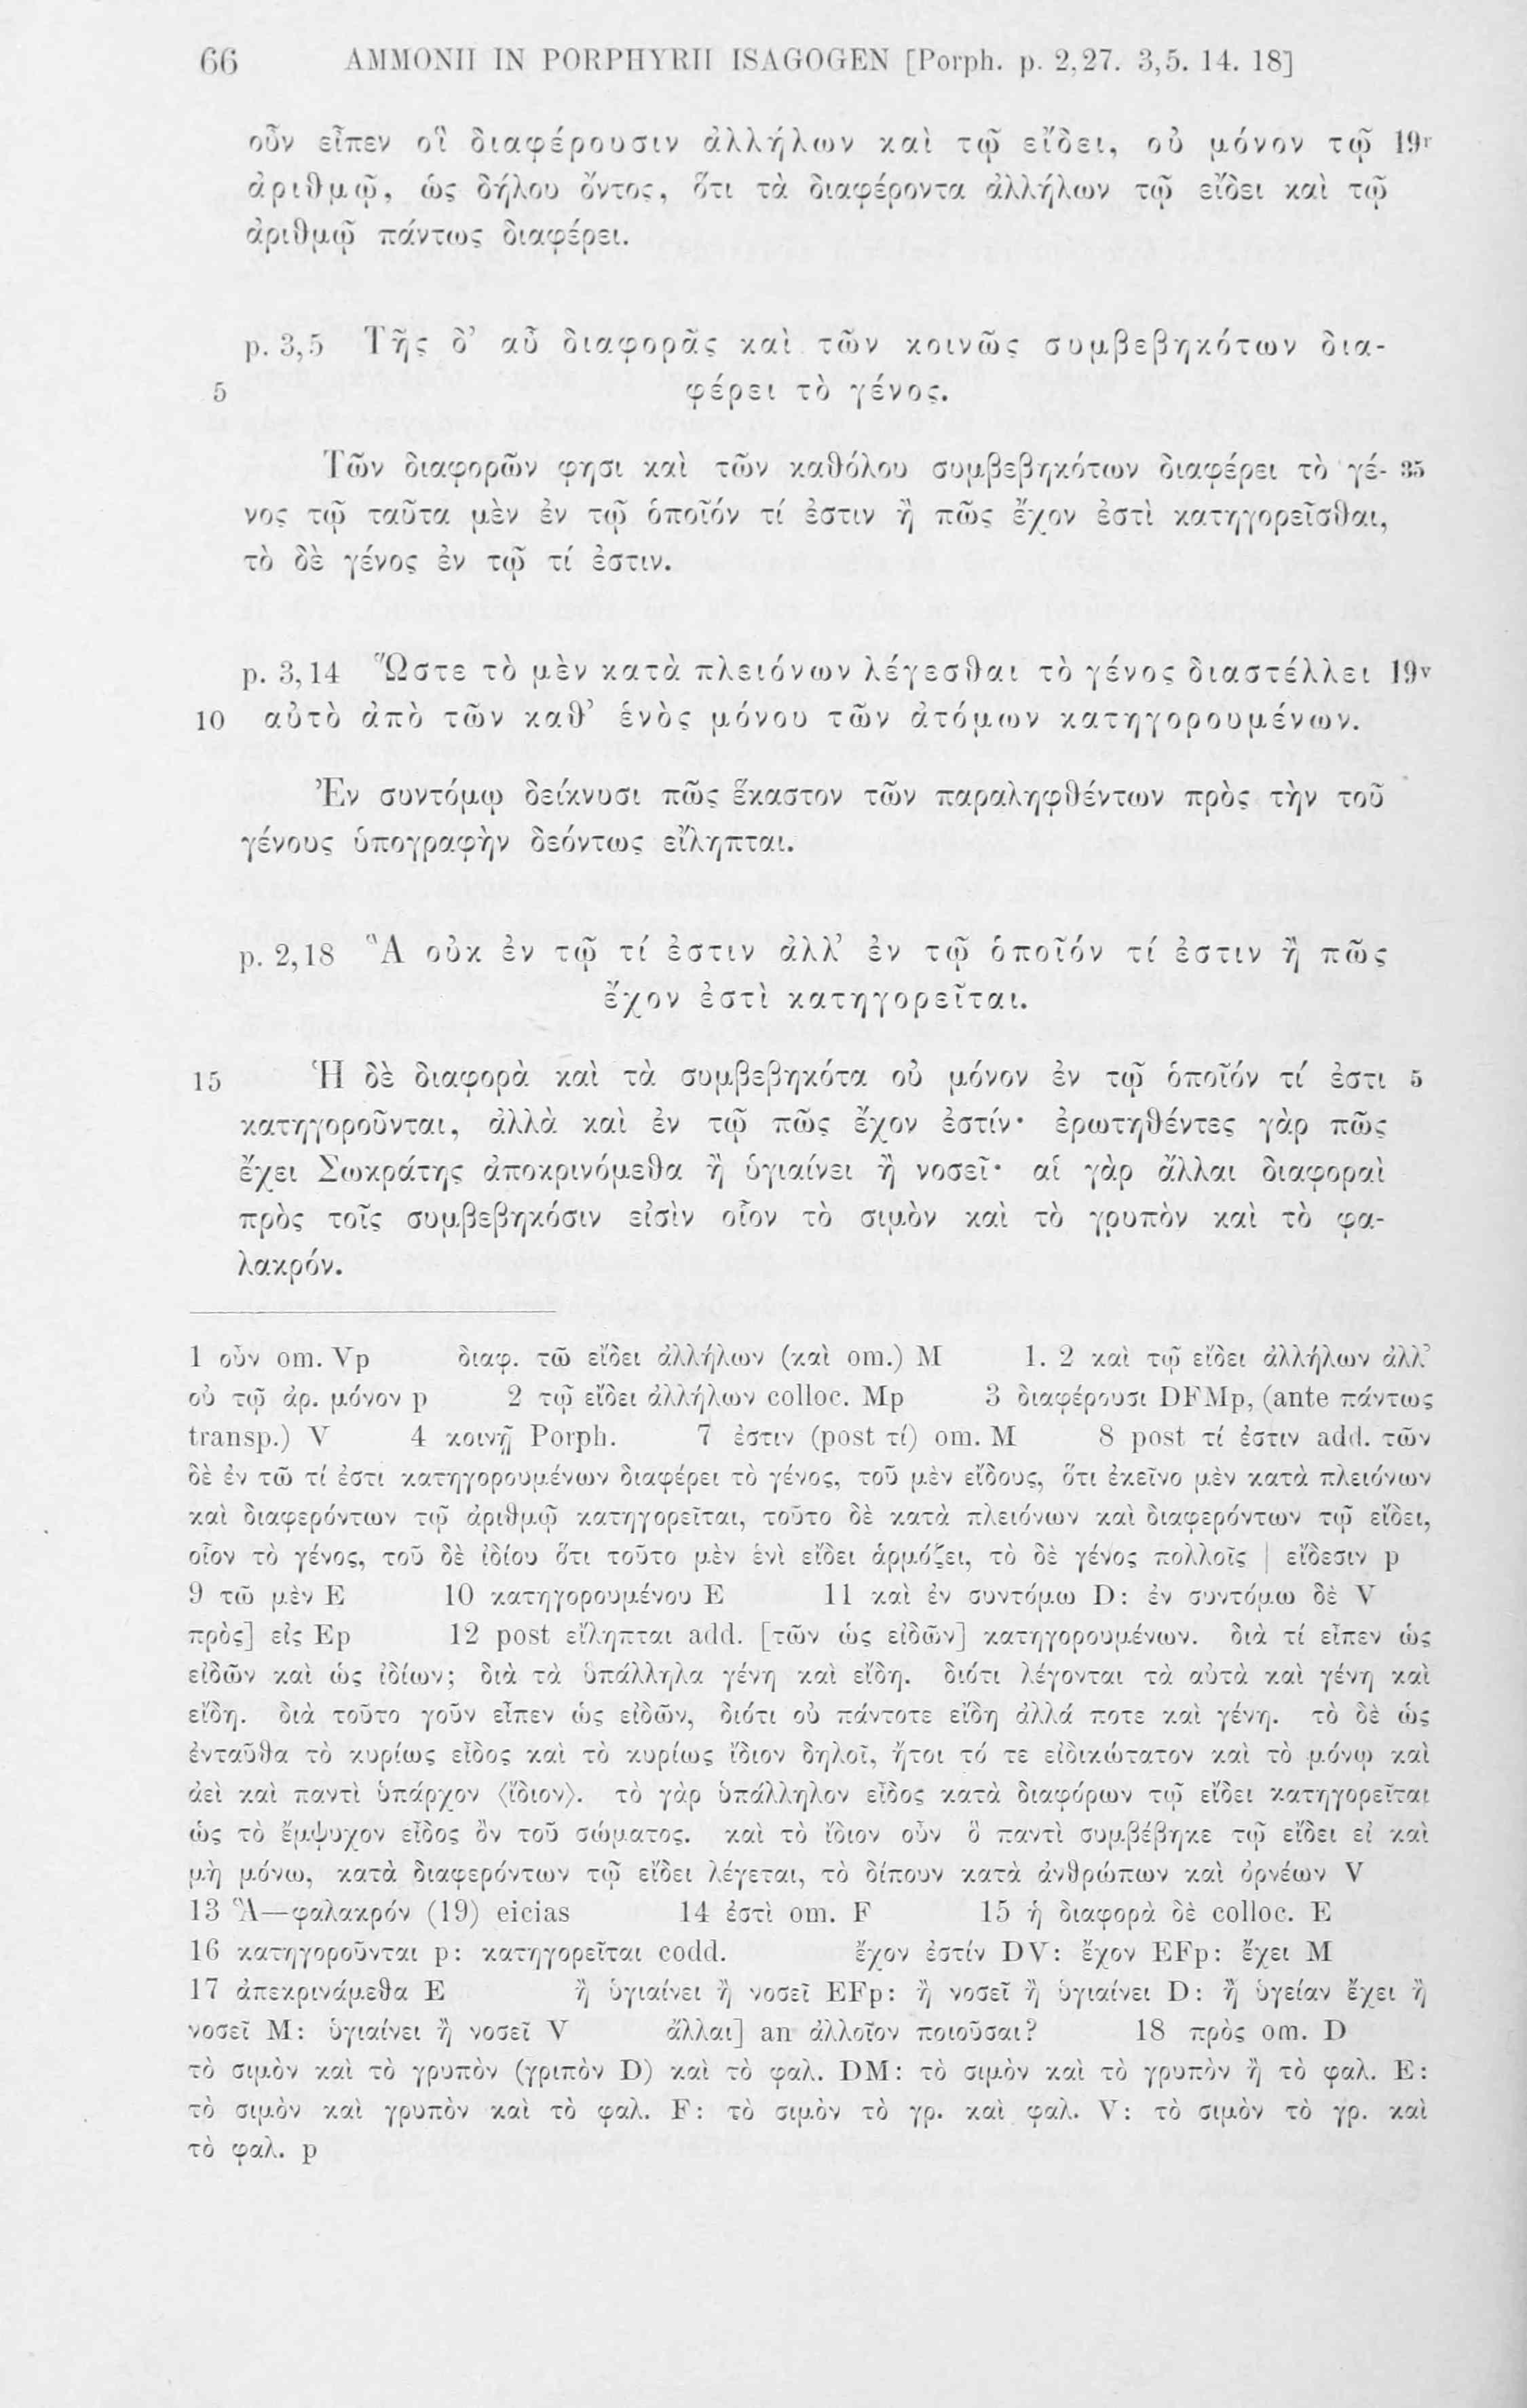 66 AMMONII IN PORPHYRII ISAGOGEN [Porph. p. 2,27. 3,5. 14. 18]
οὖν εἶπεν οἳ διαφέρουσιν ἀλλήλων καὶ τῷ εἴδει, οὐ μόνον τῷ 19r
ἀριθμῷ, ὡς δήλου ὄντος, ὅτι τὰ διαφέροντα ἀλλήλων τῷ εἴδει καὶ τῷ
ἀριθμῷ πάντως διαφέρει.
p. 3,5 Τῆς δ’ αὖ διαφορᾶς καὶ τῶν κοινῶς συμβεβηκότων δια-
5 φέρει τὸ γένος.
Τῶν διαφορῶν φησι καὶ τῶν καθόλου συμβεβηκότων διαφέρει τὸ γέ- 35
νος τῷ ταῦτα μὲν ἐν τῷ ὁποῖόν τί ἐστιν ἢ πῶς ἔχον ἐστὶ κατηγορεῖσθαι,
τὸ δὲ γένος ἐν τῷ τί ἐστιν.
p. 3,14 Ὥστε τὸ μὲν κατὰ πλειόνων λέγεσθαι τὸ γένος διαστέλλει 19v
10 αὐτὸ ἀπὸ τῶν καθ’ ἑνὸς μόνου τῶν ἀτόμων κατηγορουμένων.
Ἐν συντόμῳ δείκνυσι πῶς ἕκαστον τῶν παραληφθέντων πρὸς τὴν τοῦ
γένους ὑπογραφὴν δεόντως εἴληπται.
p. 2,18 Ἃ οὐκ ἐν τῷ τί ἐστιν ἀλλ’ ἐν τῷ ὁποῖόν τί ἐστιν ἢ πῶς
ἔχον ἐστὶ κατηγορεῖται.
15 Ἡ δὲ διαφορὰ καὶ τὰ συμβεβηκότα οὐ μόνον ἐν τῷ ὁποῖόν τί ἐστι 5
κατηγοροῦνται, ἀλλὰ καὶ ἐν τῷ πῶς ἔχον ἐστίν· ἐρωτηθέντες γὰρ πῶς
ἔχει Σωκράτης ἀποκρινόμεθα ἢ ὑγιαίνει ἢ νοσεῖ· αἱ γὰρ ἄλλαι διαφοραὶ
πρὸς τοῖς συμβεβηκόσιν εἰσὶν οἷον τὸ σιμὸν καὶ τὸ γρυπὸν καὶ τὸ φα-
λακρόν.
1 οὖν om. Vp διαφ. τῶ εἴδει ἀλλήλων (καὶ om.) M 1. 2 καὶ τῷ εἴδει ἀλλήλων ἀλλ’
οὐ τῷ ἀρ. μόνον p 2 τῷ εἴδει ἀλλήλων colloc. Mp 3 διαφέρουσι DFMp, (ante πάντως
transp.) V 4 κοινῇ Porph. 7 ἐστιν (post τί) om. M 8 post τί ἐστιν add. τῶν
δὲ ἐν τῶ τί ἐστι κατηγορουμένων διαφέρει τὸ γένος, τοῦ μὲν εἴδους, ὅτι ἐκεῖνο μὲν κατὰ πλειόνων
καὶ διαφερόντων τῷ ἀριθμῷ κατηγορεῖται, τοῦτο δὲ κατὰ πλειόνων καὶ διαφερόντων τῷ εἴδει,
οἷον τὸ γένος, τοῦ δὲ ἰδίου ὅτι τοῦτο μὲν ἑνὶ εἴδει ἁρμόζει, τὸ δὲ γένος πολλοῖς | εἴδεσιν p
9 τῶ μὲν E 10 κατηγορουμένου E 11 καὶ ἐν συντόμω D: ἐν συντόμω δὲ V
πρὸς] εἰς Ep 12 post εἴληπται add. [τῶν ὡς εἰδῶν] κατηγορουμένων. διὰ τί εἶπεν ὡς
εἰδῶν καὶ ὡς ἰδίων; διὰ τὰ ὑπάλληλα γένη καὶ εἴδη. διότι λέγονται τὰ αὐτὰ καὶ γένη καὶ
εἴδη. διὰ τοῦτο γοῦν εἶπεν ὡς εἰδῶν, διότι οὐ πάντοτε εἴδη ἀλλά ποτε καὶ γένη. τὸ δὲ ὡς
ἐνταῦθα τὸ κυρίως εἶδος καὶ τὸ κυρίως ἴδιον δηλοῖ, ἤτοι τό τε εἰδικώτατον καὶ τὸ μόνῳ καὶ
ἀεὶ καὶ παντὶ ὑπάρχον ⟨ἴδιον⟩. τὸ γὰρ ὑπάλληλον εἶδος κατὰ διαφόρων τῷ εἴδει κατηγορεῖται
ὡς τὸ ἔμψυχον εἶδος ὂν τοῦ σώματος. καὶ τὸ ἴδιον οὖν ὃ παντὶ συμβέβηκε τῷ εἴδει εἰ καὶ
μὴ μόνω, κατὰ διαφερόντων τῷ εἴδει λέγεται, τὸ δίπουν κατὰ ἀνθρώπων καὶ ὀρνέων V
13 Ἃ—φαλακρόν (19) eicias 14 ἐστὶ om. F 15 ἡ διαφορὰ δὲ colloc. E
16 κατηγοροῦνται p: κατηγορεῖται codd. ἔχον ἐστίν DV: ἔχον EFp: ἔχει M
17 ἀπεκρινάμεθα E ἢ ὑγιαίνει ἢ νοσεῖ EFp: ἢ νοσεῖ ἢ ὑγιαίνει D: ἢ ὑγείαν ἔχει ἢ
νοσεῖ M: ὑγιαίνει ἢ νοσεῖ V ἄλλαι] an ἀλλοῖον ποιοῦσαι? 18 πρὸς om. D
τὸ σιμὸν καὶ τὸ γρυπὸν (γριπὸν D) καὶ τὸ φαλ. DM: τὸ σιμὸν καὶ τὸ γρυπὸν ἢ τὸ φαλ. E:
τὸ σιμὸν καὶ γρυπὸν καὶ τὸ φαλ. F: τὸ σιμὸν τὸ γρ. καὶ φαλ. V: τὸ σιμὸν τὸ γρ. καὶ
τὸ φαλ. p